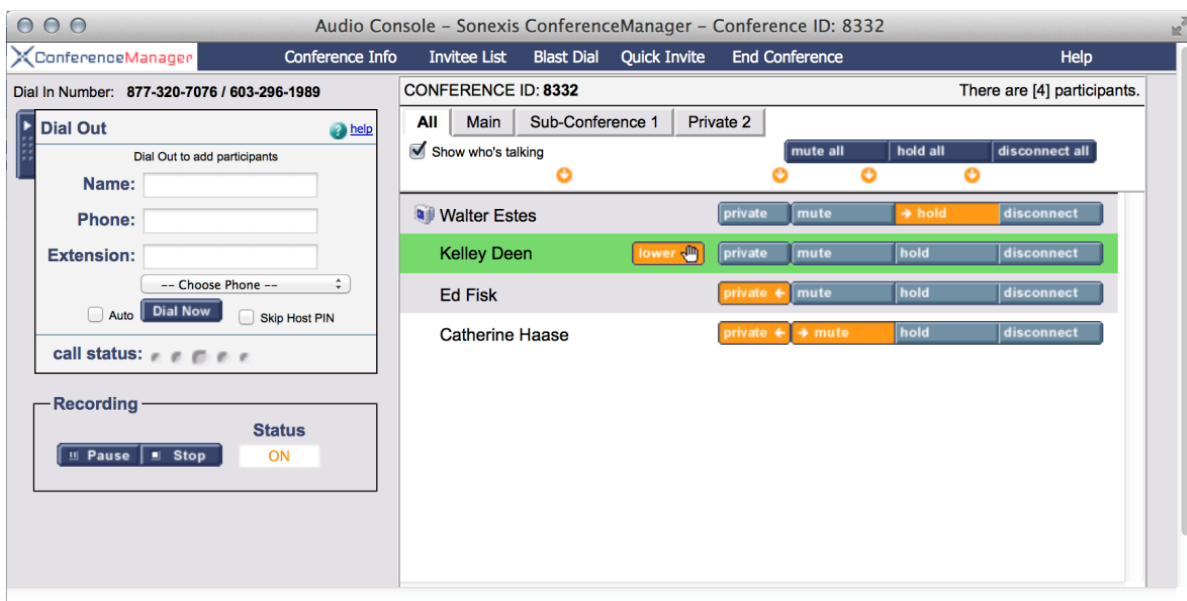 Audio Console – Sonexis ConferenceManager – Conference ID: 8332
ConferenceManager Conference Info Invitee List Blast Dial Quick Invite End Conference Help
Dial In Number: 877-320-7076 / 603-296-1989
Dial Out help
Dial Out to add participants
Name:
Phone:
Extension:
-- Choose Phone --
Auto Dial Now Skip Host PIN
call status:
Recording
Status
Pause Stop ON
CONFERENCE ID: 8332 There are [4] participants.
All Main Sub-Conference 1 Private 2
Show who's talking mute all hold all disconnect all
Walter Estes private mute hold disconnect
Kelley Deen lower private mute hold disconnect
Ed Fisk private mute hold disconnect
Catherine Haase private mute hold disconnect